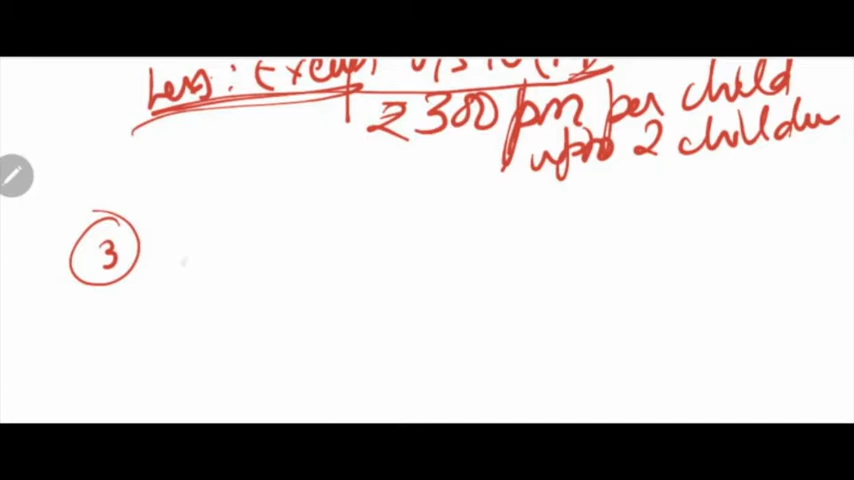 Less: Exem
₹300 pm per child
upto 2 children
3